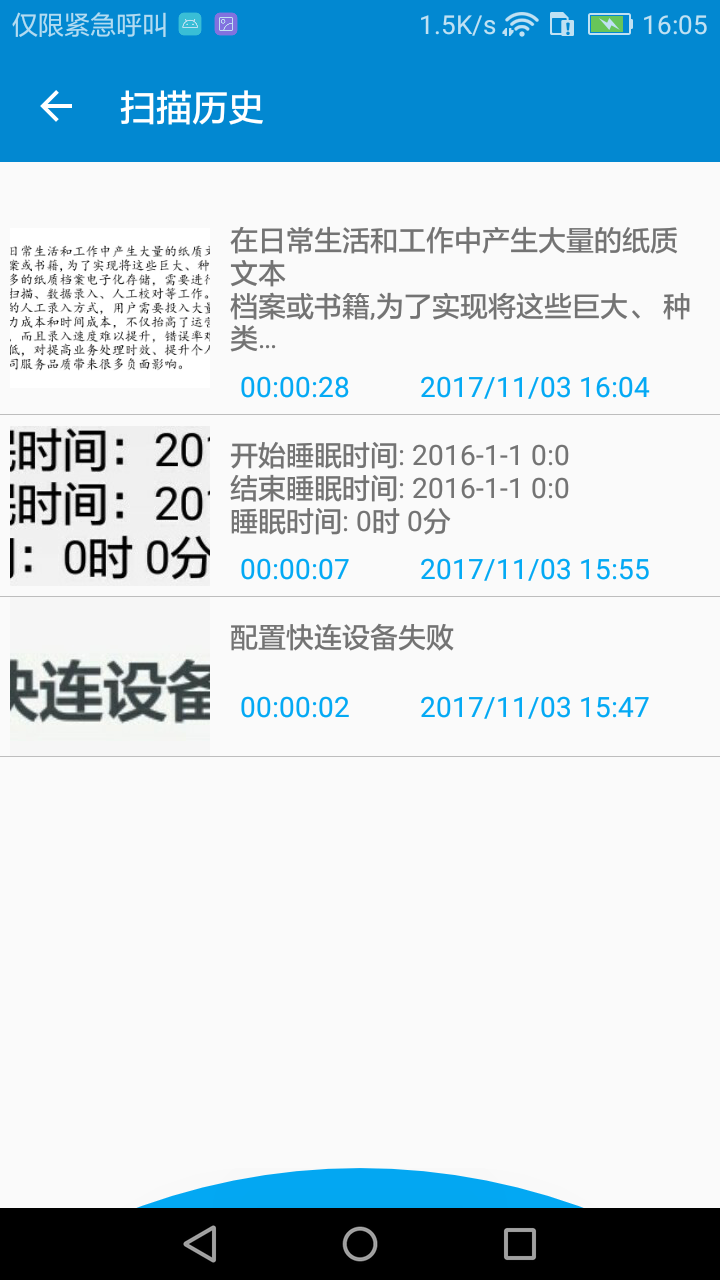 仅限紧急呼叫 1.5K/s 16:05
扫描历史
日常生活和工作中产生大量的纸质
案或书籍,为了实现将这些巨大、种
多的纸质档案电子化存储，需要进行
扫描、数据录入、人工校对等工作。
的人工录入方式，用户需要投入大量
力成本和时间成本，不仅抬高了运营
，而且录入速度难以提升，错误率难
低，对提高业务处理时效、提升个人
司服务品质带来很多负面影响。
在日常生活和工作中产生大量的纸质
文本
档案或书籍,为了实现将这些巨大、 种
类...
00:00:28 2017/11/03 16:04
时间：201
时间：201
：0时 0分
开始睡眠时间: 2016-1-1 0:0
结束睡眠时间: 2016-1-1 0:0
睡眠时间: 0时 0分
00:00:07 2017/11/03 15:55
快连设备
配置快连设备失败
00:00:02 2017/11/03 15:47